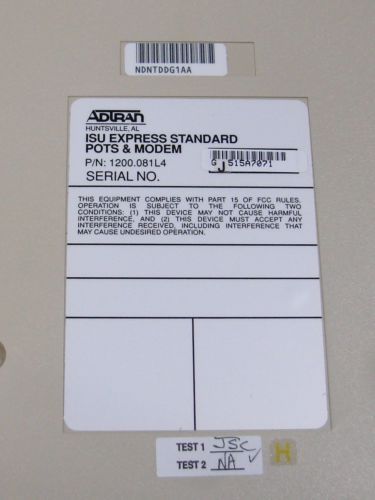 NDNTDDG1AA
ADTRAN
HUNTSVILLE, AL
ISU EXPRESS STANDARD
POTS & MODEM
P/N: 1200.081L4
G J 515A7071
SERIAL NO.
THIS EQUIPMENT COMPLIES WITH PART 15 OF FCC RULES.
OPERATION IS SUBJECT TO THE FOLLOWING TWO
CONDITIONS: (1) THIS DEVICE MAY NOT CAUSE HARMFUL
INTERFERENCE, AND (2) THIS DEVICE MUST ACCEPT ANY
INTERFERENCE RECEIVED, INCLUDING INTERFERENCE THAT
MAY CAUSE UNDESIRED OPERATION.
TEST 1 JSC
TEST 2 NA
H